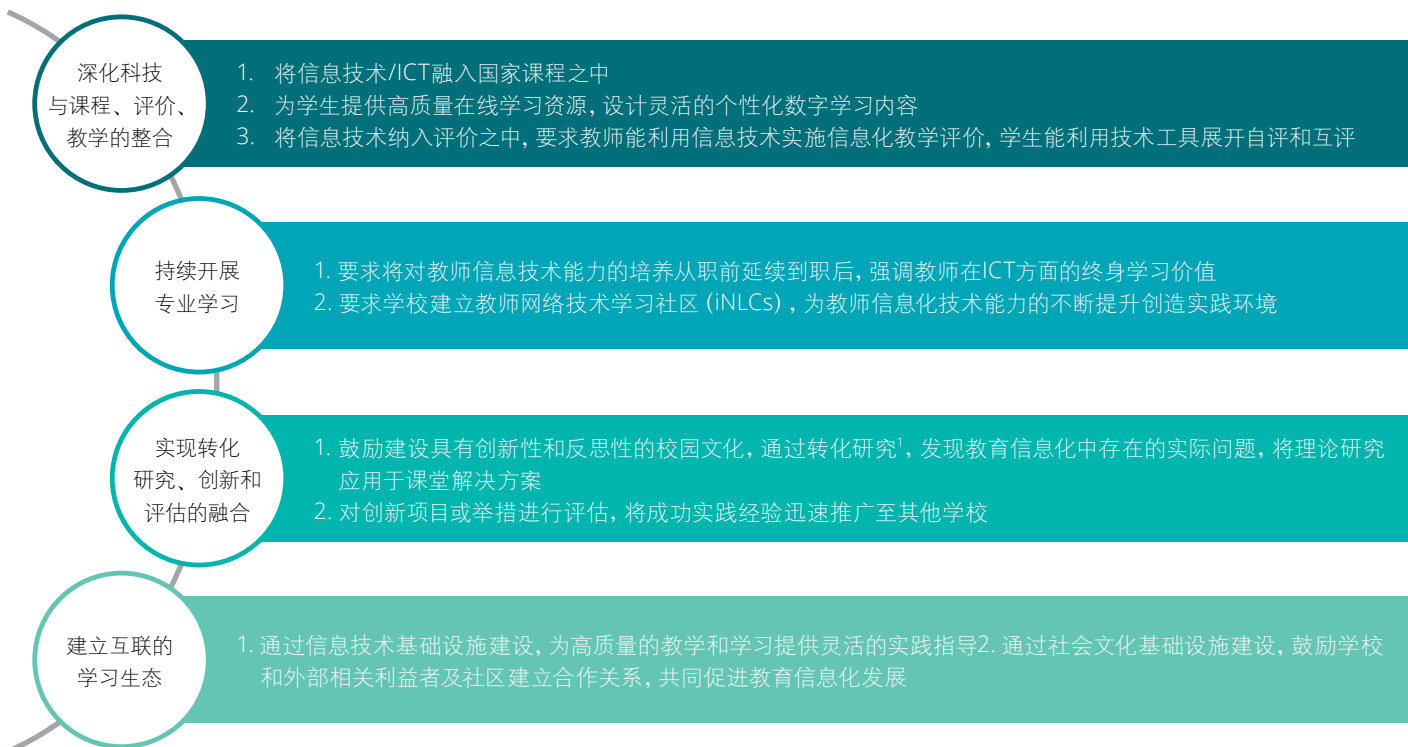 深化科技
与课程、评价、
教学的整合
1. 将信息技术/ICT融入国家课程之中
2. 为学生提供高质量在线学习资源，设计灵活的个性化数字学习内容
3. 将信息技术纳入评价之中，要求教师能利用信息技术实施信息化教学评价，学生能利用技术工具展开自评和互评
持续开展
专业学习
1. 要求将对教师信息技术能力的培养从职前延续到职后，强调教师在ICT方面的终身学习价值
2. 要求学校建立教师网络技术学习社区 (iNLCs) ，为教师信息化技术能力的不断提升创造实践环境
实现转化
研究、创新和
评估的融合
1. 鼓励建设具有创新性和反思性的校园文化，通过转化研究¹，发现教育信息化中存在的实际问题，将理论研究
应用于课堂解决方案
2. 对创新项目或举措进行评估，将成功实践经验迅速推广至其他学校
建立互联的
学习生态
1. 通过信息技术基础设施建设，为高质量的教学和学习提供灵活的实践指导2. 通过社会文化基础设施建设，鼓励学校
和外部相关利益者及社区建立合作关系，共同促进教育信息化发展